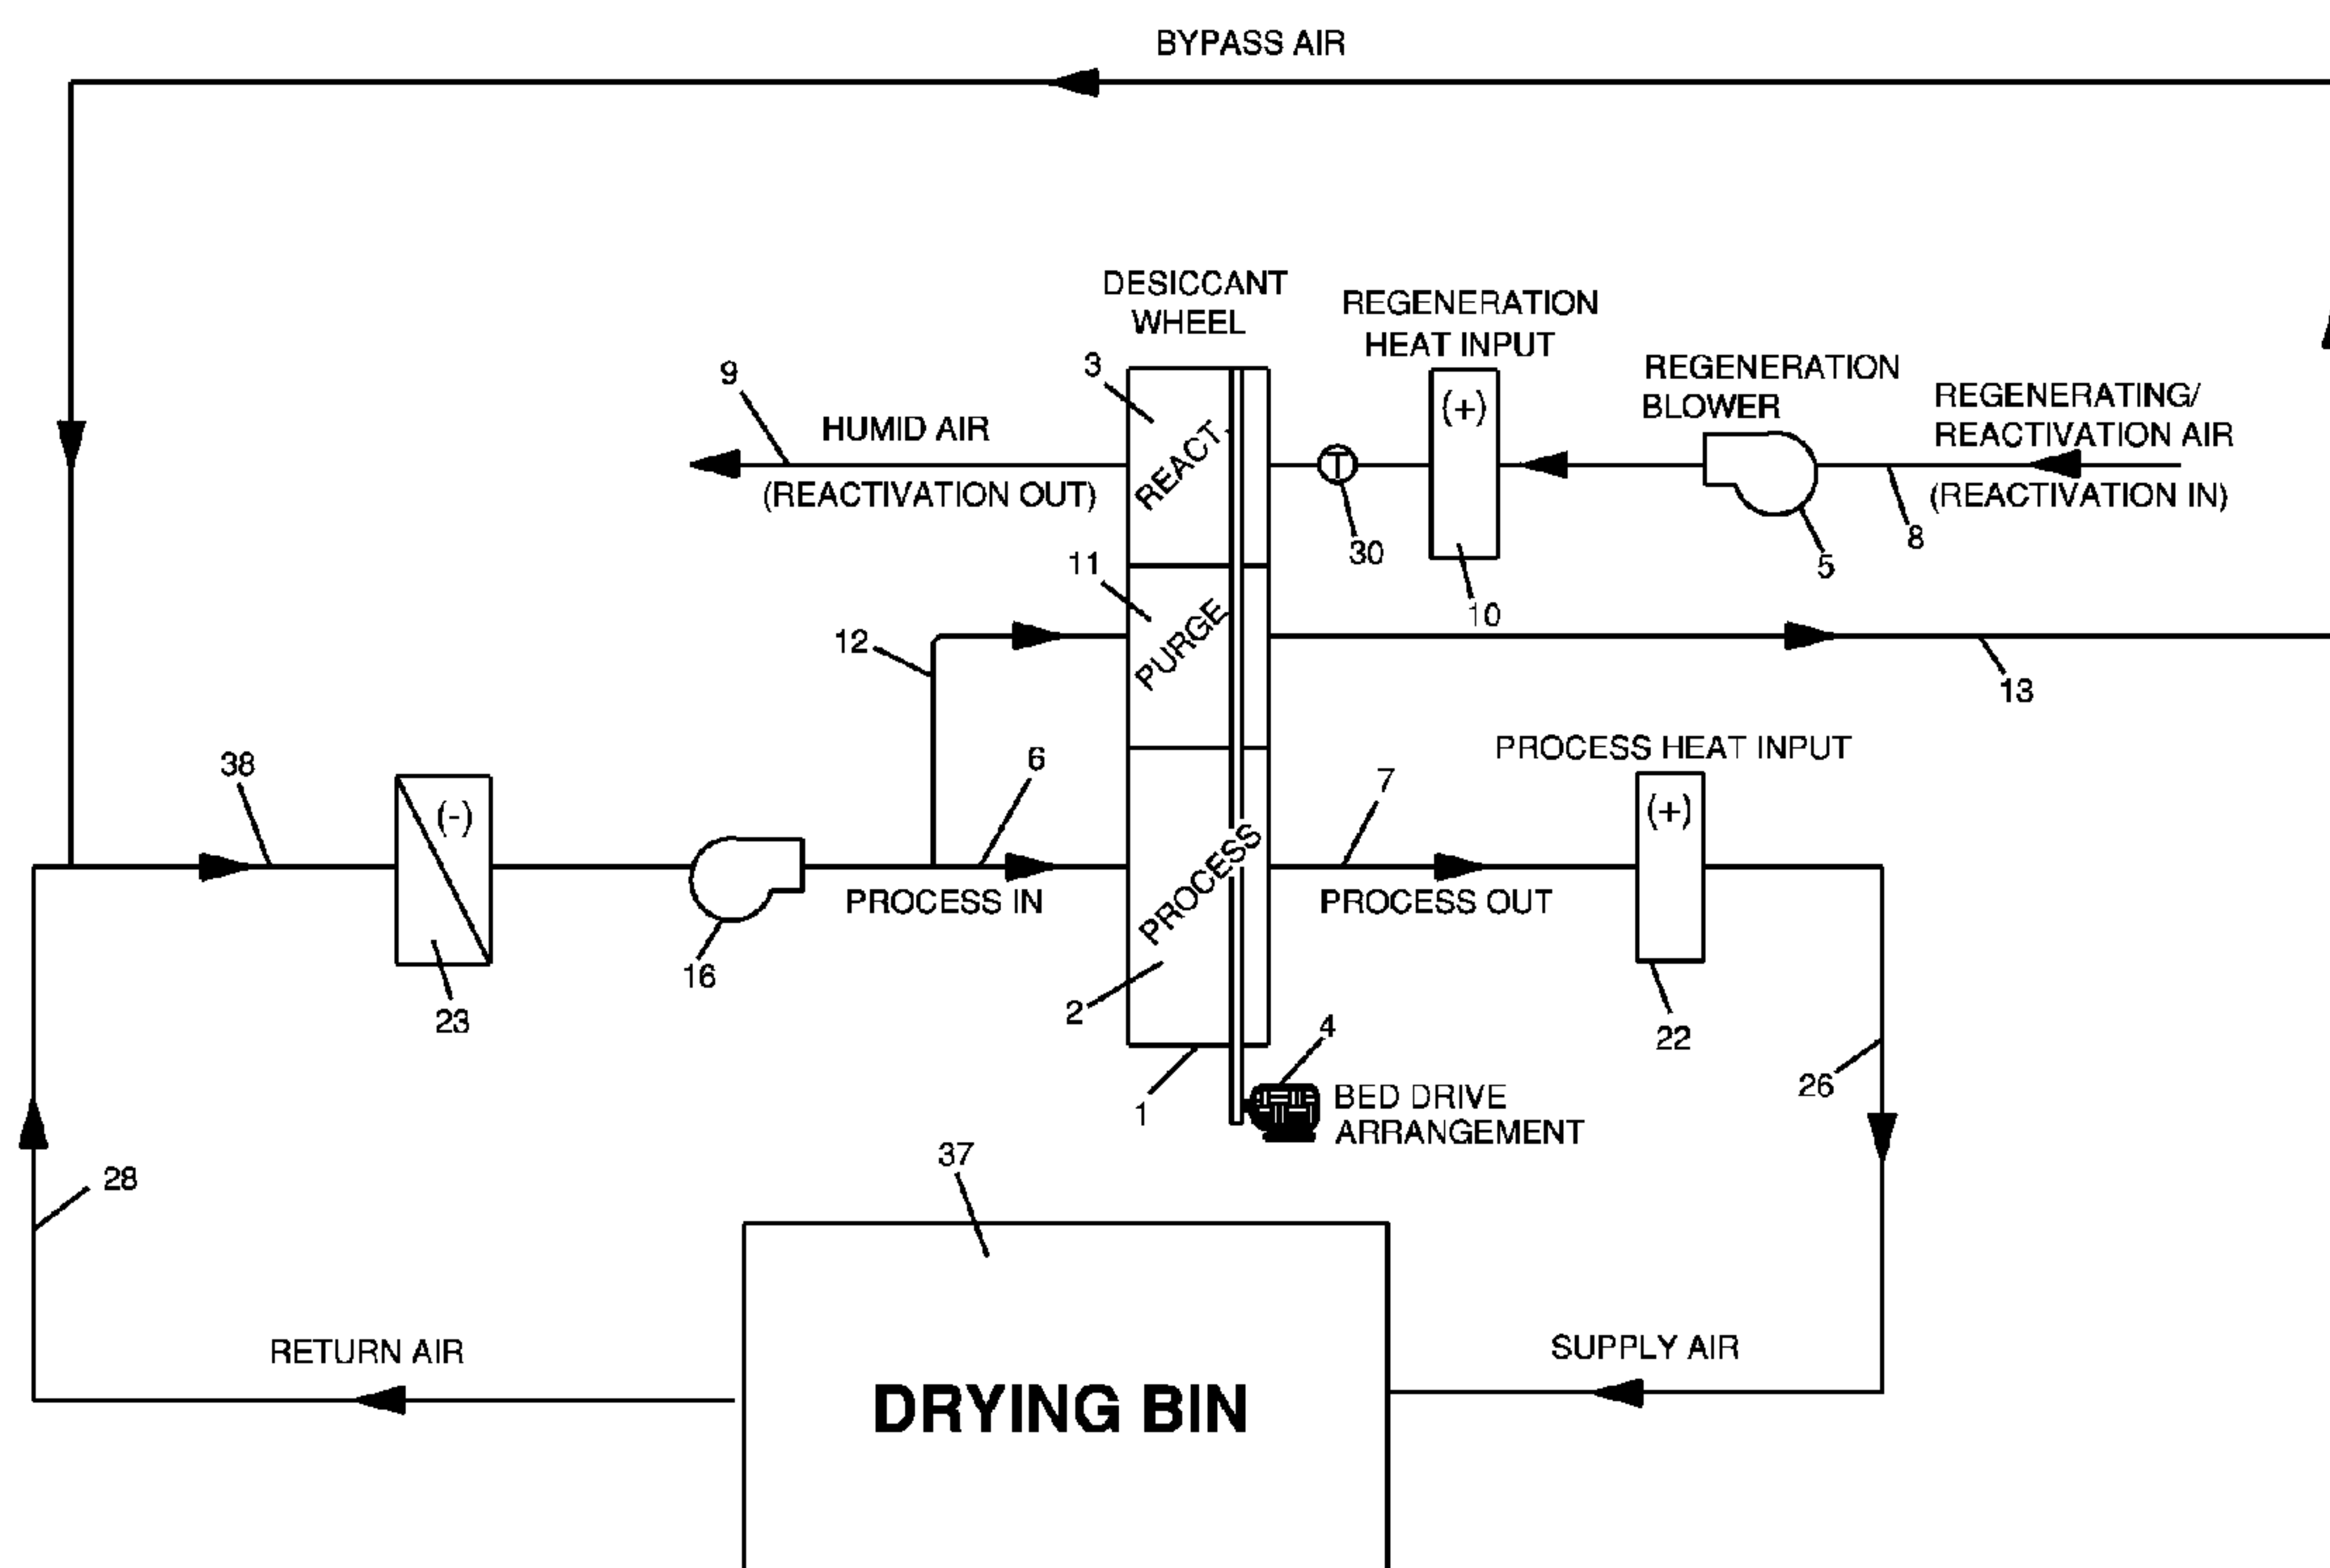 BYPASS AIR
DESICCANT
WHEEL
REGENERATION
HEAT INPUT
REGENERATION
BLOWER
REGENERATING/
REACTIVATION AIR
(REACTIVATION IN)
9
3
HUMID AIR
(REACTIVATION OUT)
REACT.
(+)
T
30
10
5
8
11
12
PURGE
13
38
(-)
6
7
PROCESS HEAT INPUT
(+)
PROCESS IN
PROCESS
PROCESS OUT
16
23
2
22
1
4
BED DRIVE
ARRANGEMENT
26
28
37
RETURN AIR
SUPPLY AIR
DRYING BIN